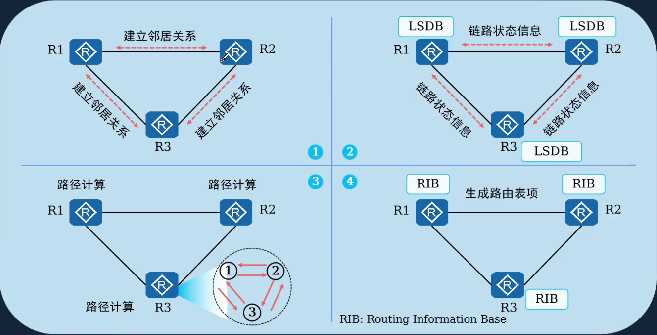 建立邻居关系
R1
R
R
R2
建立邻居关系
建立邻居关系
R
R3
1
LSDB
LSDB
链路状态信息
R1
R
R
R2
链路状态信息
链路状态信息
R
R3
LSDB
2
3
路径计算
路径计算
R1
R
R
R2
R
R3
路径计算
1
2
3
4
RIB
RIB
生成路由表项
R1
R
R
R2
R
R3
RIB
RIB: Routing Information Base